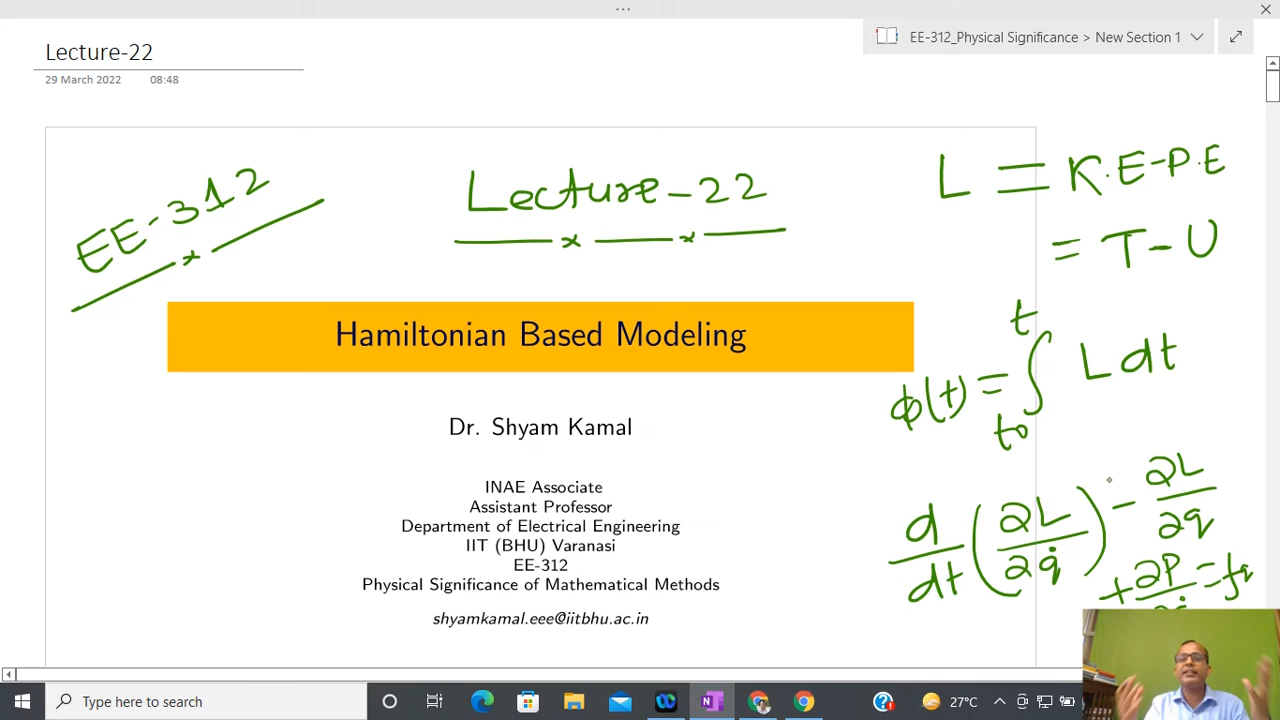 EE-312_Physical Significance > New Section 1
Lecture-22
29 March 2022 08:48
EE-312
Lecture-22
L = K.E-P.E
= T-U
Hamiltonian Based Modeling
ϕ(t) = ∫ t t0 L dt
Dr. Shyam Kamal
INAE Associate
Assistant Professor
Department of Electrical Engineering
IIT (BHU) Varanasi
EE-312
Physical Significance of Mathematical Methods
shyamkamal.eee@iitbhu.ac.in
d/dt (∂L/∂q̇) - ∂L/∂q
+ ∂P/∂q̇ = fq
Type here to search
27°C